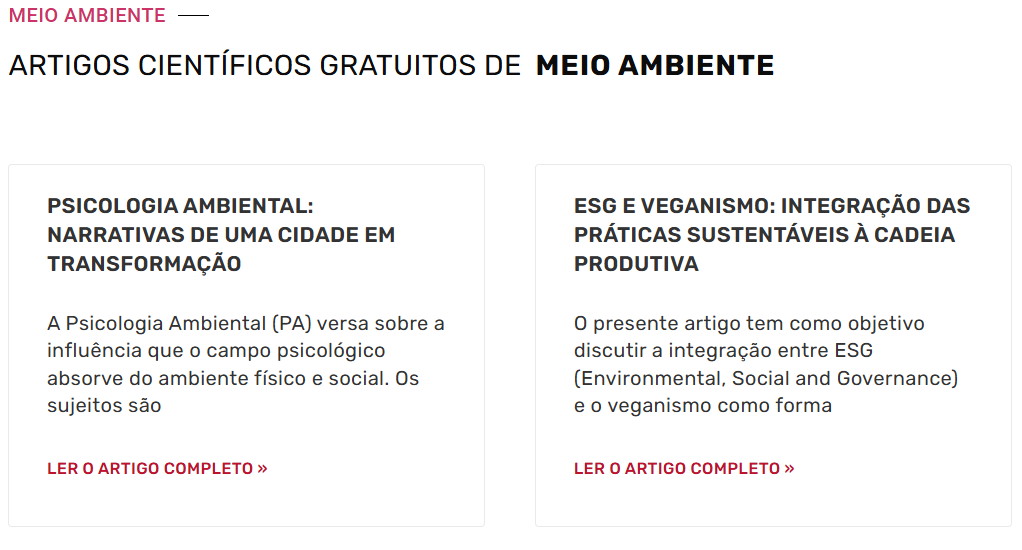 MEIO AMBIENTE
ARTIGOS CIENTÍFICOS GRATUITOS DE MEIO AMBIENTE
PSICOLOGIA AMBIENTAL:
NARRATIVAS DE UMA CIDADE EM
TRANSFORMAÇÃO
A Psicologia Ambiental (PA) versa sobre a
influência que o campo psicológico
absorve do ambiente físico e social. Os
sujeitos são
LER O ARTIGO COMPLETO »
ESG E VEGANISMO: INTEGRAÇÃO DAS
PRÁTICAS SUSTENTÁVEIS À CADEIA
PRODUTIVA
O presente artigo tem como objetivo
discutir a integração entre ESG
(Environmental, Social and Governance)
e o veganismo como forma
LER O ARTIGO COMPLETO »